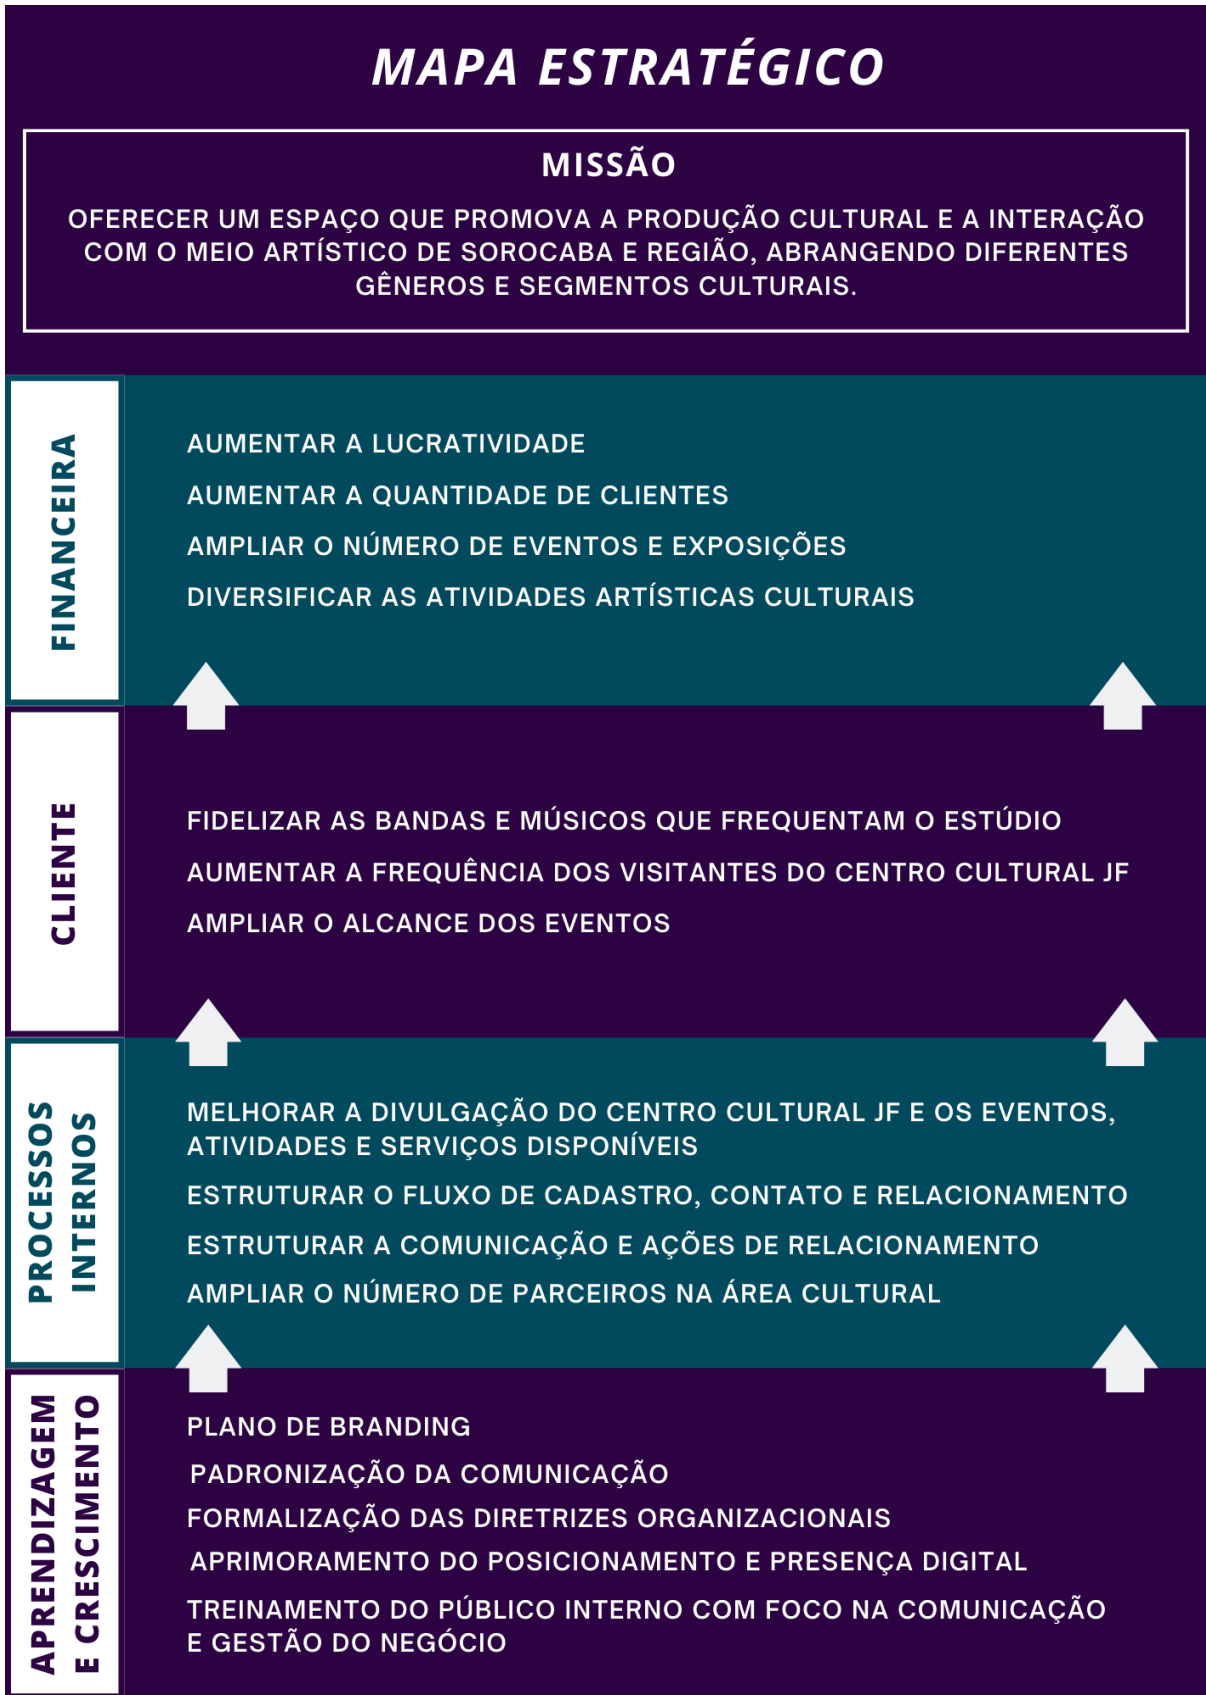 MAPA ESTRATÉGICO
MISSÃO
OFERECER UM ESPAÇO QUE PROMOVA A PRODUÇÃO CULTURAL E A INTERAÇÃO
COM O MEIO ARTÍSTICO DE SOROCABA E REGIÃO, ABRANGENDO DIFERENTES
GÊNEROS E SEGMENTOS CULTURAIS.
FINANCEIRA
AUMENTAR A LUCRATIVIDADE
AUMENTAR A QUANTIDADE DE CLIENTES
AMPLIAR O NÚMERO DE EVENTOS E EXPOSIÇÕES
DIVERSIFICAR AS ATIVIDADES ARTÍSTICAS CULTURAIS
CLIENTE
FIDELIZAR AS BANDAS E MÚSICOS QUE FREQUENTAM O ESTÚDIO
AUMENTAR A FREQUÊNCIA DOS VISITANTES DO CENTRO CULTURAL JF
AMPLIAR O ALCANCE DOS EVENTOS
PROCESSOS
INTERNOS
MELHORAR A DIVULGAÇÃO DO CENTRO CULTURAL JF E OS EVENTOS,
ATIVIDADES E SERVIÇOS DISPONÍVEIS
ESTRUTURAR O FLUXO DE CADASTRO, CONTATO E RELACIONAMENTO
ESTRUTURAR A COMUNICAÇÃO E AÇÕES DE RELACIONAMENTO
AMPLIAR O NÚMERO DE PARCEIROS NA ÁREA CULTURAL
APRENDIZAGEM
E CRESCIMENTO
PLANO DE BRANDING
PADRONIZAÇÃO DA COMUNICAÇÃO
FORMALIZAÇÃO DAS DIRETRIZES ORGANIZACIONAIS
APRIMORAMENTO DO POSICIONAMENTO E PRESENÇA DIGITAL
TREINAMENTO DO PÚBLICO INTERNO COM FOCO NA COMUNICAÇÃO
E GESTÃO DO NEGÓCIO